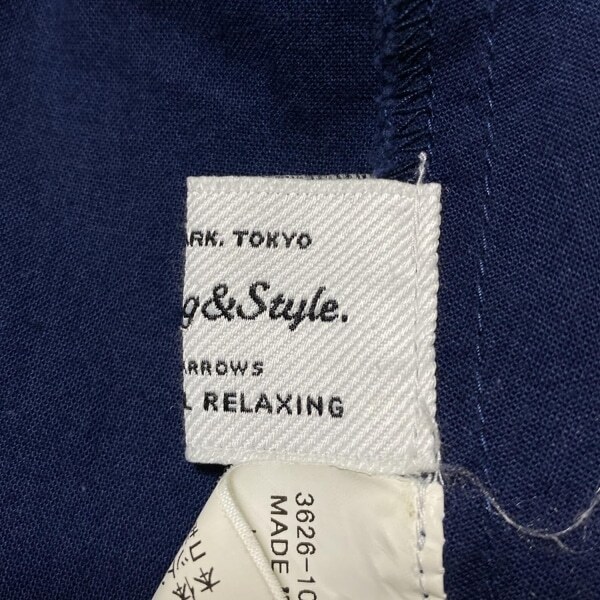 ARK. TOKYO
g&Style.
ARROWS
L RELAXING
3626-10
MADE